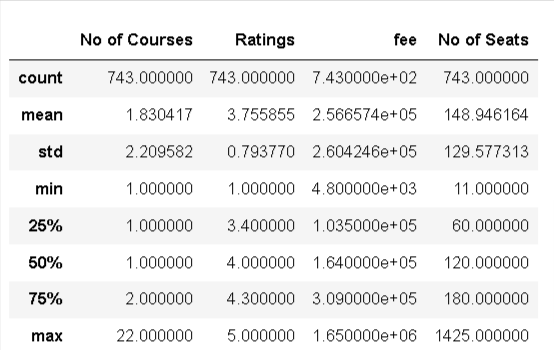 No of Courses Ratings fee No of Seats
count 743.000000 743.000000 7.430000e+02 743.000000
mean 1.830417 3.755855 2.566574e+05 148.946164
std 2.209582 0.793770 2.604246e+05 129.577313
min 1.000000 1.000000 4.800000e+03 11.000000
25% 1.000000 3.400000 1.035000e+05 60.000000
50% 1.000000 4.000000 1.640000e+05 120.000000
75% 2.000000 4.300000 3.090000e+05 180.000000
max 22.000000 5.000000 1.650000e+06 1425.000000